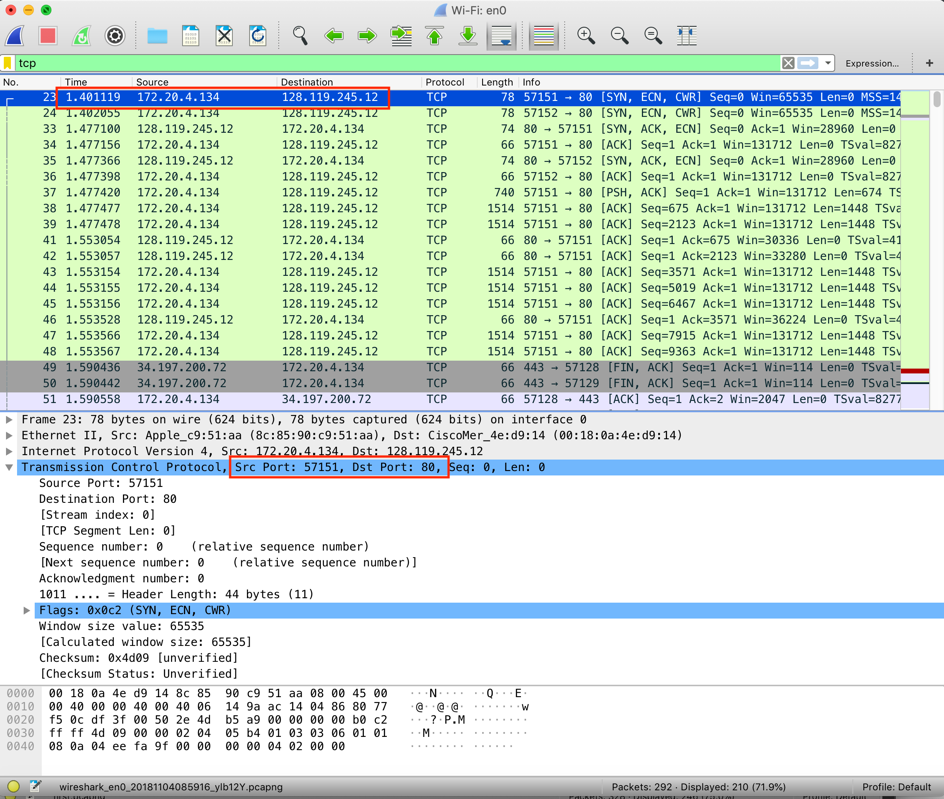 Wi-Fi: en0
tcp
Expression...
+
No. Time Source Destination Protocol Length Info
23 1.401119 172.20.4.134 128.119.245.12 TCP 78 57151 → 80 [SYN, ECN, CWR] Seq=0 Win=65535 Len=0 MSS=14
24 1.402055 172.20.4.134 128.119.245.12 TCP 78 57152 → 80 [SYN, ECN, CWR] Seq=0 Win=65535 Len=0 MSS=14
33 1.477100 128.119.245.12 172.20.4.134 TCP 74 80 → 57151 [SYN, ACK, ECN] Seq=0 Ack=1 Win=28960 Len=0
34 1.477156 172.20.4.134 128.119.245.12 TCP 66 57151 → 80 [ACK] Seq=1 Ack=1 Win=131712 Len=0 TSval=827
35 1.477366 128.119.245.12 172.20.4.134 TCP 74 80 → 57152 [SYN, ACK, ECN] Seq=0 Ack=1 Win=28960 Len=0
36 1.477398 172.20.4.134 128.119.245.12 TCP 66 57152 → 80 [ACK] Seq=1 Ack=1 Win=131712 Len=0 TSval=827
37 1.477420 172.20.4.134 128.119.245.12 TCP 740 57151 → 80 [PSH, ACK] Seq=1 Ack=1 Win=131712 Len=674 TS
38 1.477477 172.20.4.134 128.119.245.12 TCP 1514 57151 → 80 [ACK] Seq=675 Ack=1 Win=131712 Len=1448 TSv
39 1.477478 172.20.4.134 128.119.245.12 TCP 1514 57151 → 80 [ACK] Seq=2123 Ack=1 Win=131712 Len=1448 TS
41 1.553054 128.119.245.12 172.20.4.134 TCP 66 80 → 57151 [ACK] Seq=1 Ack=675 Win=30336 Len=0 TSval=41
42 1.553057 128.119.245.12 172.20.4.134 TCP 66 80 → 57151 [ACK] Seq=1 Ack=2123 Win=33280 Len=0 TSval=4
43 1.553154 172.20.4.134 128.119.245.12 TCP 1514 57151 → 80 [ACK] Seq=3571 Ack=1 Win=131712 Len=1448 TS
44 1.553155 172.20.4.134 128.119.245.12 TCP 1514 57151 → 80 [ACK] Seq=5019 Ack=1 Win=131712 Len=1448 TS
45 1.553156 172.20.4.134 128.119.245.12 TCP 1514 57151 → 80 [ACK] Seq=6467 Ack=1 Win=131712 Len=1448 TS
46 1.553528 128.119.245.12 172.20.4.134 TCP 66 80 → 57151 [ACK] Seq=1 Ack=3571 Win=36224 Len=0 TSval=4
47 1.553566 172.20.4.134 128.119.245.12 TCP 1514 57151 → 80 [ACK] Seq=7915 Ack=1 Win=131712 Len=1448 TS
48 1.553567 172.20.4.134 128.119.245.12 TCP 1514 57151 → 80 [ACK] Seq=9363 Ack=1 Win=131712 Len=1448 TS
49 1.590436 34.197.200.72 172.20.4.134 TCP 66 443 → 57128 [FIN, ACK] Seq=1 Ack=1 Win=114 Len=0 TSval=
50 1.590442 34.197.200.72 172.20.4.134 TCP 66 443 → 57129 [FIN, ACK] Seq=1 Ack=1 Win=114 Len=0 TSval=
51 1.590558 172.20.4.134 34.197.200.72 TCP 66 57128 → 443 [ACK] Seq=1 Ack=2 Win=2047 Len=0 TSval=8277
Frame 23: 78 bytes on wire (624 bits), 78 bytes captured (624 bits) on interface 0
Ethernet II, Src: Apple_c9:51:aa (8c:85:90:c9:51:aa), Dst: CiscoMer_4e:d9:14 (00:18:0a:4e:d9:14)
Internet Protocol Version 4, Src: 172.20.4.134, Dst: 128.119.245.12
Transmission Control Protocol, Src Port: 57151, Dst Port: 80, Seq: 0, Len: 0
Source Port: 57151
Destination Port: 80
[Stream index: 0]
[TCP Segment Len: 0]
Sequence number: 0 (relative sequence number)
[Next sequence number: 0 (relative sequence number)]
Acknowledgment number: 0
1011 .... = Header Length: 44 bytes (11)
Flags: 0x0c2 (SYN, ECN, CWR)
Window size value: 65535
[Calculated window size: 65535]
Checksum: 0x4d09 [unverified]
[Checksum Status: Unverified]
0000 00 18 0a 4e d9 14 8c 85 90 c9 51 aa 08 00 45 00 ···N···· ··Q···E·
0010 00 40 00 00 40 00 40 06 14 9a ac 14 04 86 80 77 ·@··@·@· ·······w
0020 f5 0c df 3f 00 50 2e 4d b5 a9 00 00 00 00 b0 c2 ···?·P.M ········
0030 ff ff 4d 09 00 00 02 04 05 b4 01 03 03 06 01 01 ··M····· ········
0040 08 0a 04 ee fa 9f 00 00 00 00 04 02 00 00 ········ ······
wireshark_en0_20181104085916_ylb12Y.pcapng Packets: 292 · Displayed: 210 (71.9%) Profile: Default